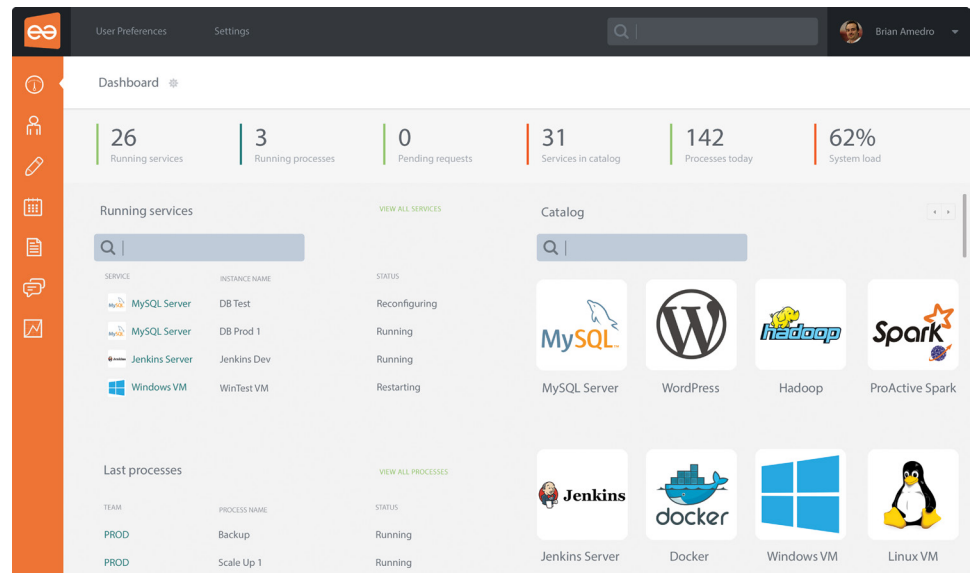 User Preferences
Settings
Brian Amedro
Dashboard
26
Running services
3
Running processes
0
Pending requests
31
Services in catalog
142
Processes today
62%
System load
Running services
VIEW ALL SERVICES
SERVICE INSTANCE NAME STATUS
MySQL MySQL Server DB Test Reconfiguring
MySQL MySQL Server DB Prod 1 Running
Jenkins Server Jenkins Dev Running
Windows VM WinTest VM Restarting
Last processes
VIEW ALL PROCESSES
TEAM PROCESS NAME STATUS
PROD Backup Running
PROD Scale Up 1 Running
Catalog
MySQL
MySQL Server
W
WordPress
hadoop
Hadoop
Spark
ProActive Spark
Jenkins
Jenkins Server
docker
Docker
Windows VM
Linux VM